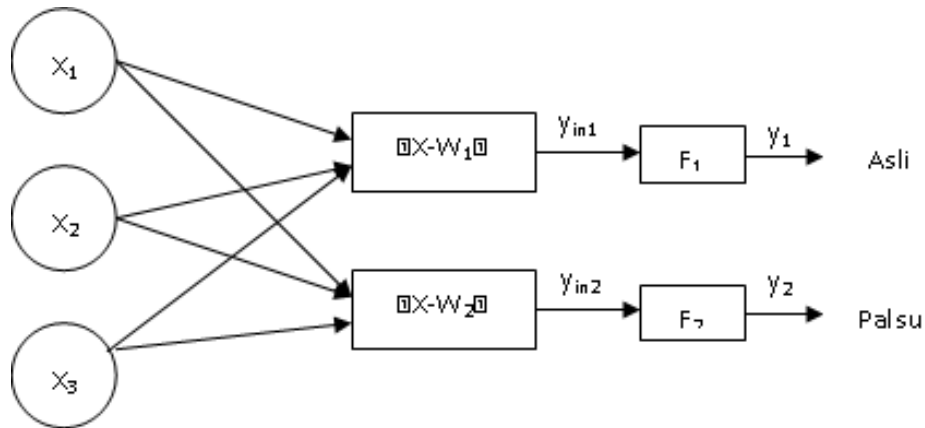 X₁
X₂
X₃
X-W₁
X-W₂
yᵢₙ₁
yᵢₙ₂
F₁
F₂
y₁
y₂
Asli
Palsu